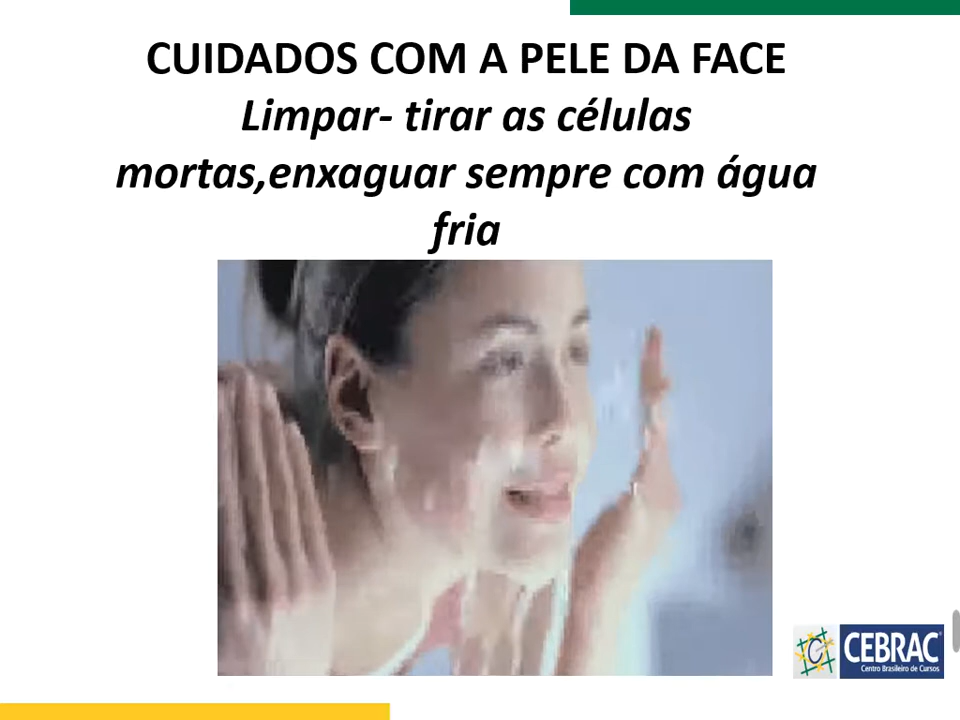 CUIDADOS COM A PELE DA FACE
Limpar- tirar as células
mortas,enxaguar sempre com água
fria
CEBRAC
Centro Brasileiro de Cursos